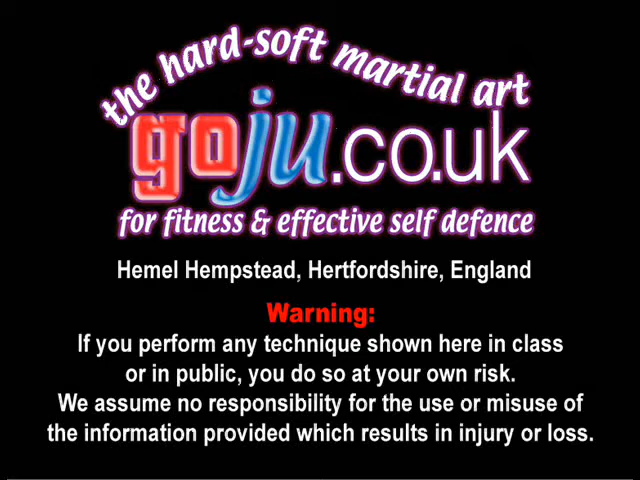 the hard-soft martial art
goju.co.uk
for fitness & effective self defence
Hemel Hempstead, Hertfordshire, England
Warning:
If you perform any technique shown here in class
or in public, you do so at your own risk.
We assume no responsibility for the use or misuse of
the information provided which results in injury or loss.